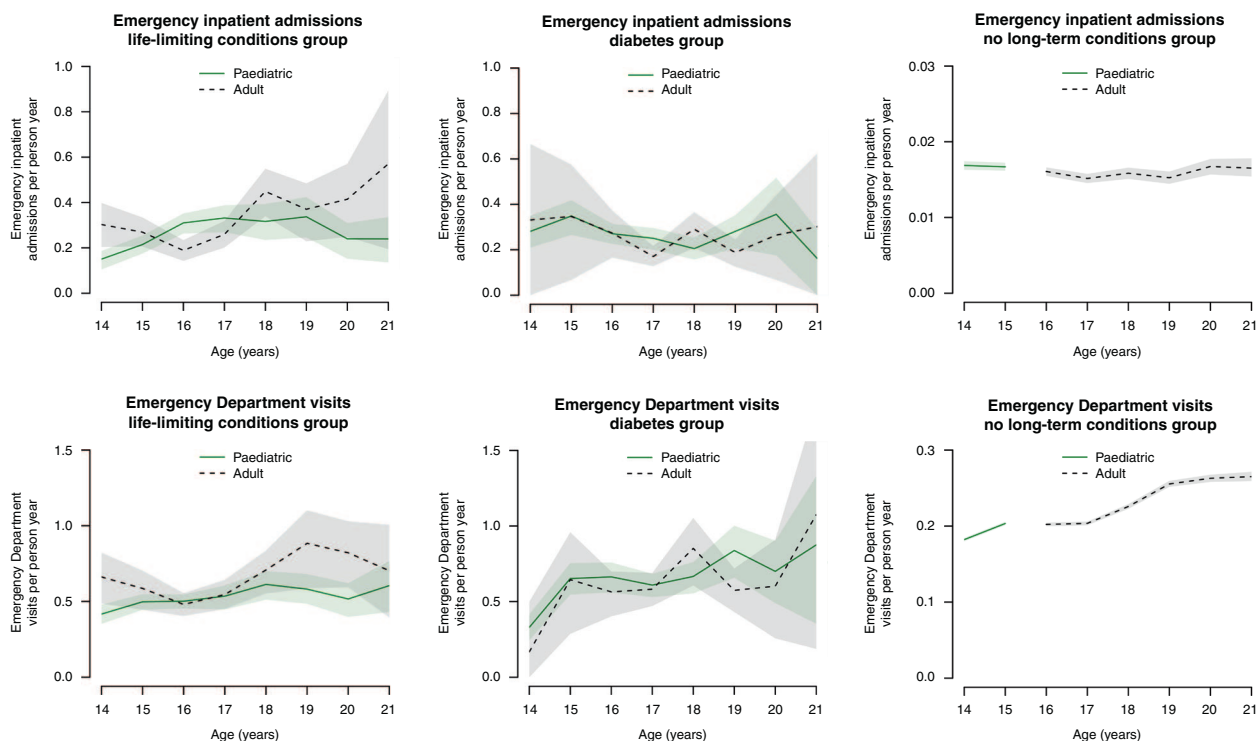 Emergency inpatient admissions
life-limiting conditions group
Paediatric
Adult
Emergency inpatient
admissions per person year
1.0
0.8
0.6
0.4
0.2
0.0
14 15 16 17 18 19 20 21
Age (years)
Emergency inpatient admissions
diabetes group
Paediatric
Adult
Emergency inpatient
admissions per person year
1.0
0.8
0.6
0.4
0.2
0.0
14 15 16 17 18 19 20 21
Age (years)
Emergency inpatient admissions
no long-term conditions group
Paediatric
Adult
Emergency inpatient
admissions per person year
0.03
0.02
0.01
0.00
14 15 16 17 18 19 20 21
Age (years)
Emergency Department visits
life-limiting conditions group
Paediatric
Adult
Emergency Department
visits per person year
1.5
1.0
0.5
0.0
14 15 16 17 18 19 20 21
Age (years)
Emergency Department visits
diabetes group
Paediatric
Adult
Emergency Department
visits per person year
1.5
1.0
0.5
0.0
14 15 16 17 18 19 20 21
Age (years)
Emergency Department visits
no long-term conditions group
Paediatric
Adult
Emergency Department
visits per person year
0.3
0.2
0.1
0.0
14 15 16 17 18 19 20 21
Age (years)